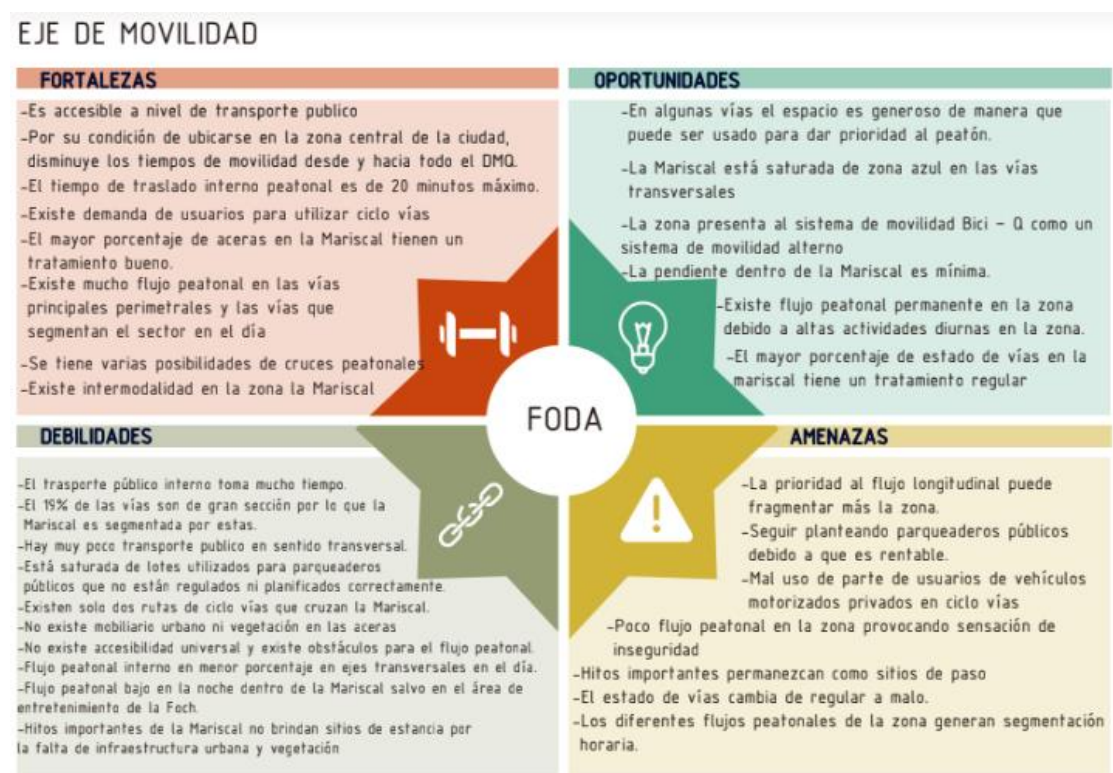 EJE DE MOVILIDAD
FORTALEZAS
-Es accesible a nivel de transporte publico
-Por su condición de ubicarse en la zona central de la ciudad,
disminuye los tiempos de movilidad desde y hacia todo el DMQ.
-El tiempo de traslado interno peatonal es de 20 minutos máximo.
-Existe demanda de usuarios para utilizar ciclo vías
-El mayor porcentaje de aceras en la Mariscal tienen un
tratamiento bueno.
-Existe mucho flujo peatonal en las vías
principales perimetrales y las vías que
segmentan el sector en el día
-Se tiene varias posibilidades de cruces peatonales
-Existe intermodalidad en la zona la Mariscal
OPORTUNIDADES
-En algunas vías el espacio es generoso de manera que
puede ser usado para dar prioridad al peatón.
-La Mariscal está saturada de zona azul en las vías
transversales
-La zona presenta al sistema de movilidad Bici - Q como un
sistema de movilidad alterno
-La pendiente dentro de la Mariscal es mínima.
-Existe flujo peatonal permanente en la zona
debido a altas actividades diurnas en la zona.
-El mayor porcentaje de estado de vías en la
mariscal tiene un tratamiento regular
FODA
DEBILIDADES
-El trasporte público interno toma mucho tiempo.
-El 19% de las vías son de gran sección por lo que la
Mariscal es segmentada por estas.
-Hay muy poco transporte publico en sentido transversal.
-Está saturada de lotes utilizados para parqueaderos
públicos que no están regulados ni planificados correctamente.
-Existen solo dos rutas de ciclo vías que cruzan la Mariscal.
-No existe mobiliario urbano ni vegetación en las aceras
-No existe accesibilidad universal y existe obstáculos para el flujo peatonal.
-Flujo peatonal interno en menor porcentaje en ejes transversales en el día.
-Flujo peatonal bajo en la noche dentro de la Mariscal salvo en el área de
entretenimiento de la Foch.
-Hitos importantes de la Mariscal no brindan sitios de estancia por
la falta de infraestructura urbana y vegetación
AMENAZAS
-La prioridad al flujo longitudinal puede
fragmentar más la zona.
-Seguir planteando parqueaderos públicos
debido a que es rentable.
-Mal uso de parte de usuarios de vehículos
motorizados privados en ciclo vías
-Poco flujo peatonal en la zona provocando sensación de
inseguridad
-Hitos importantes permanezcan como sitios de paso
-El estado de vías cambia de regular a malo.
-Los diferentes flujos peatonales de la zona generan segmentación
horaria.